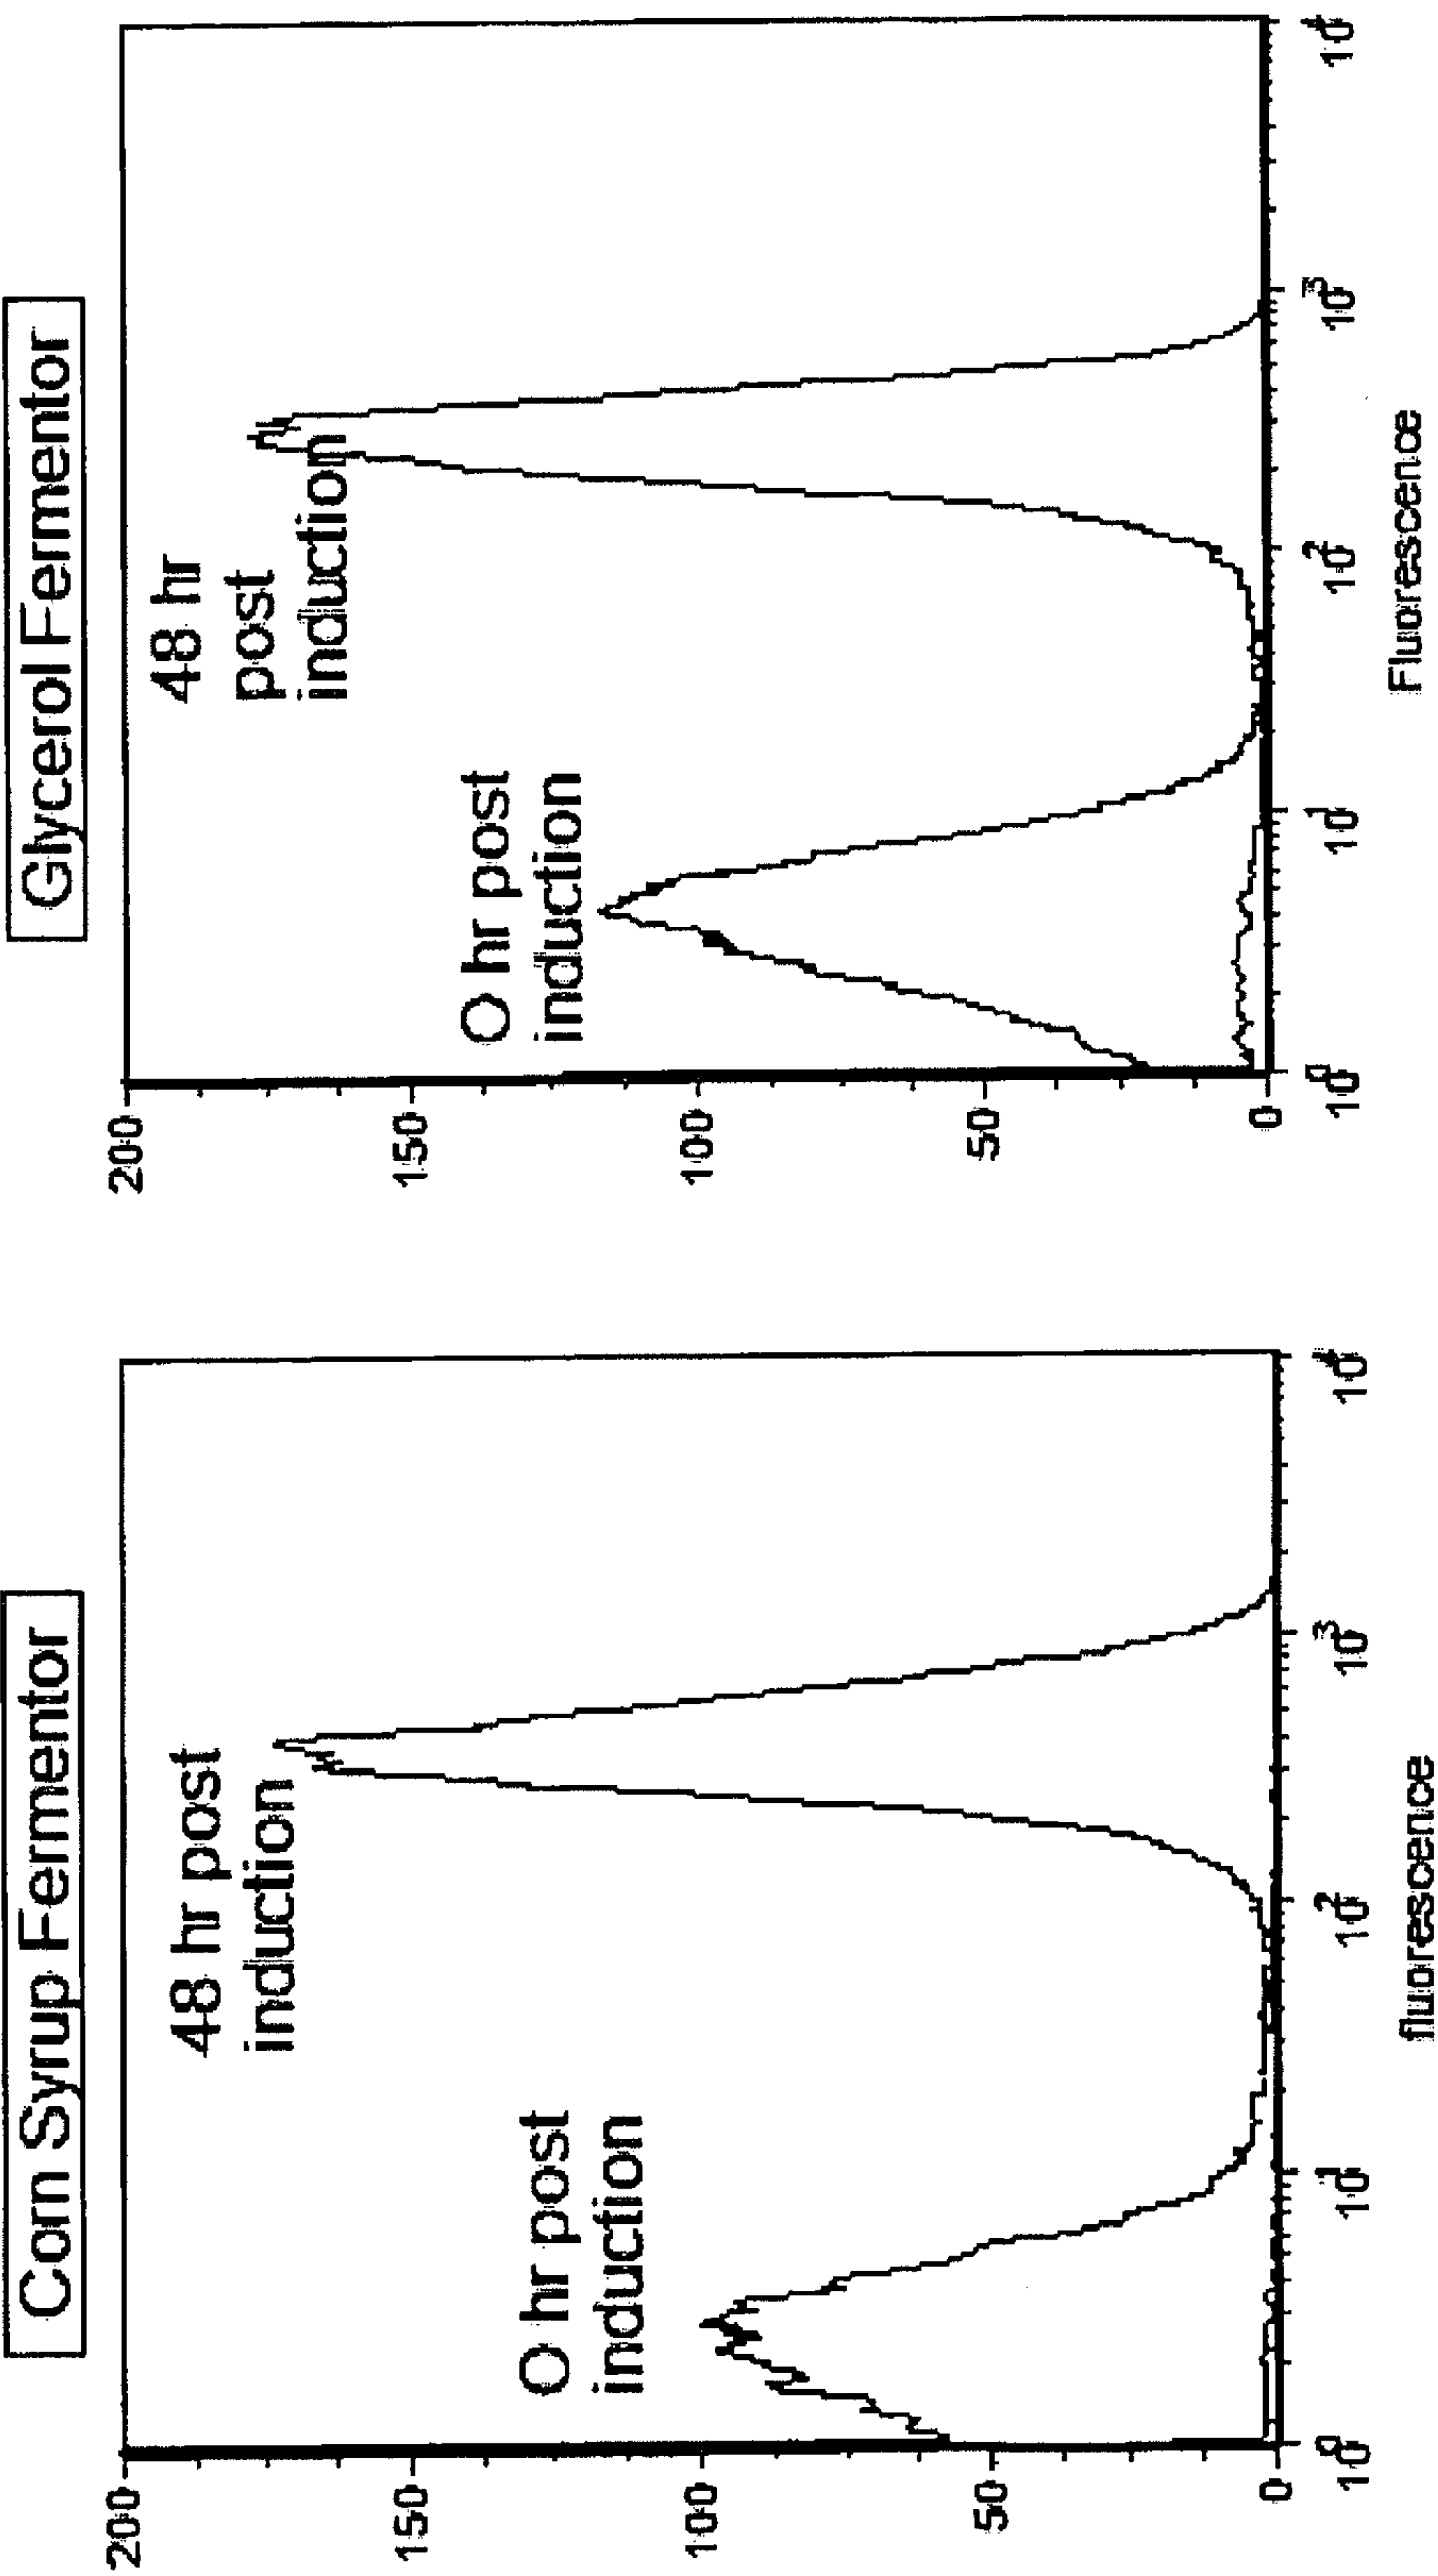 Corn Syrup Fermentor
200
150
100
50
0
48 hr post
induction
O hr post
induction
10^0
10^1
10^2
10^3
10^4
fluorescence
Glycerol Fermentor
200
150
100
50
0
48 hr
post
induction
O hr post
induction
10^0
10^1
10^2
10^3
10^4
Fluorescence